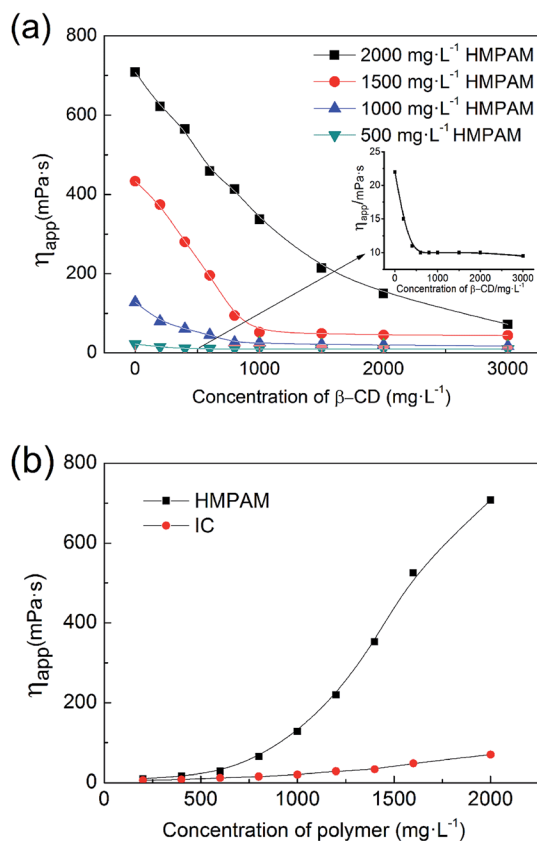 (a)
800
600
400
200
0
ηapp(mPa·s)
2000 mg·L⁻¹ HMPAM
1500 mg·L⁻¹ HMPAM
1000 mg·L⁻¹ HMPAM
500 mg·L⁻¹ HMPAM
25
20
15
10
ηapp/mPa·s
0 1000 2000 3000
Concentration of β-CD/mg·L⁻¹
0 1000 2000 3000
Concentration of β–CD (mg·L⁻¹)
(b)
800
600
400
200
0
ηapp(mPa·s)
HMPAM
IC
0 500 1000 1500 2000
Concentration of polymer (mg·L⁻¹)